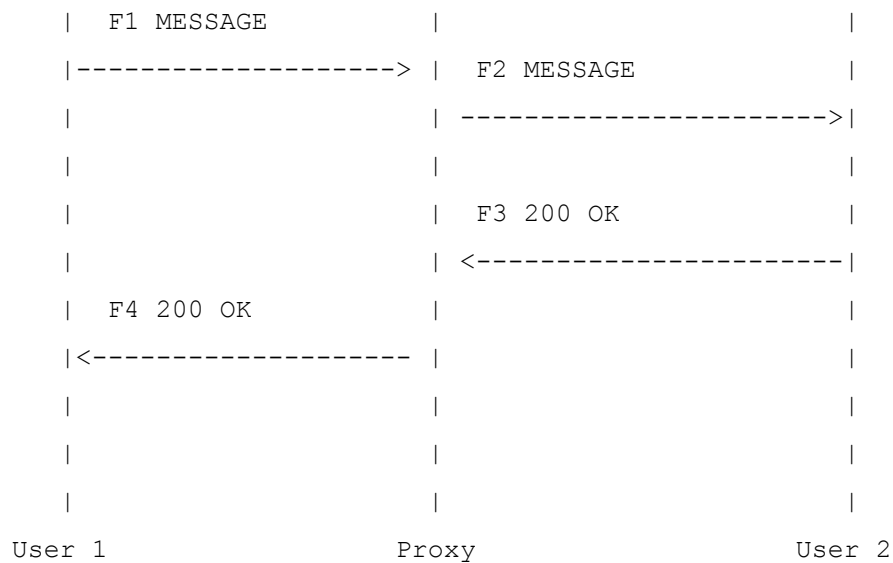 | F1 MESSAGE | |
|--------------------> | F2 MESSAGE |
| | ----------------------->|
| | |
| | F3 200 OK |
| | <-----------------------|
| F4 200 OK | |
|<-------------------- | |
| | |
| | |
| | |
User 1 Proxy User 2